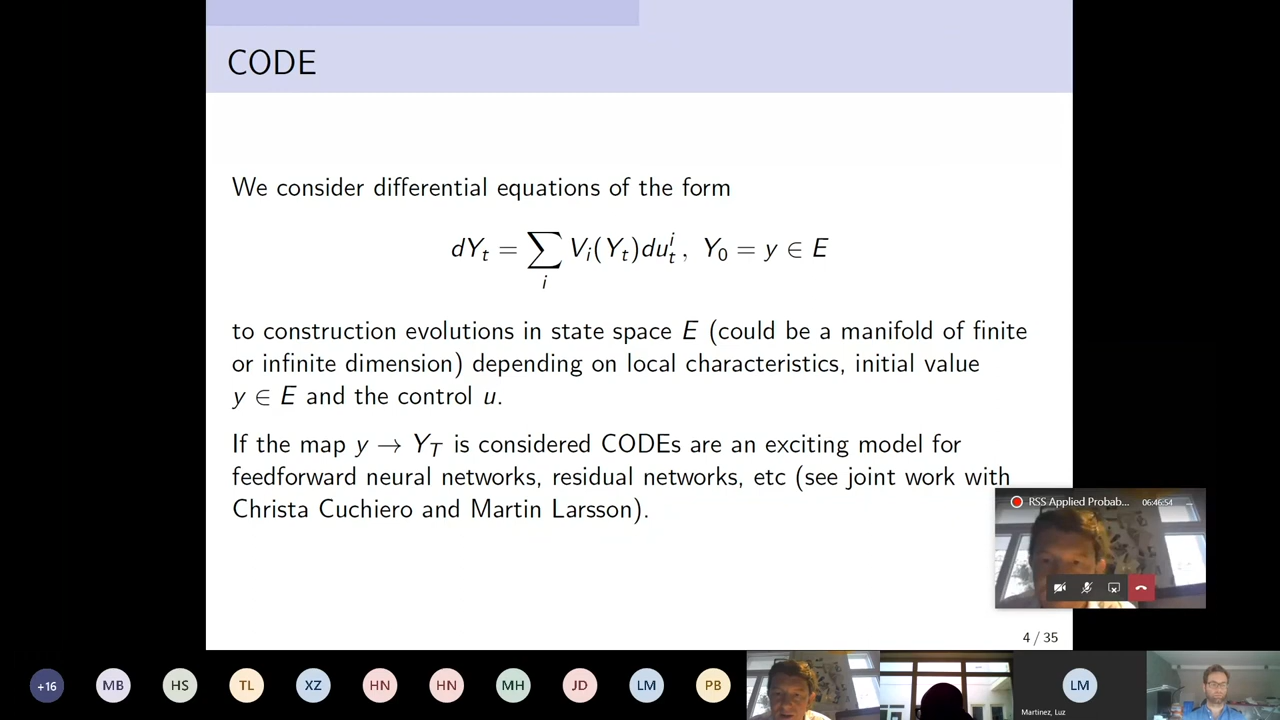 CODE
We consider differential equations of the form
dY_t = ∑_i V_i(Y_t)du_t^i , Y_0 = y ∈ E
to construction evolutions in state space E (could be a manifold of finite
or infinite dimension) depending on local characteristics, initial value
y ∈ E and the control u.
If the map y → Y_T is considered CODEs are an exciting model for
feedforward neural networks, residual networks, etc (see joint work with
Christa Cuchiero and Martin Larsson).
RSS Applied Probab... 06:46:54
4 / 35
+16 MB HS TL XZ HN HN MH JD LM PB LM
Martinez, Luz